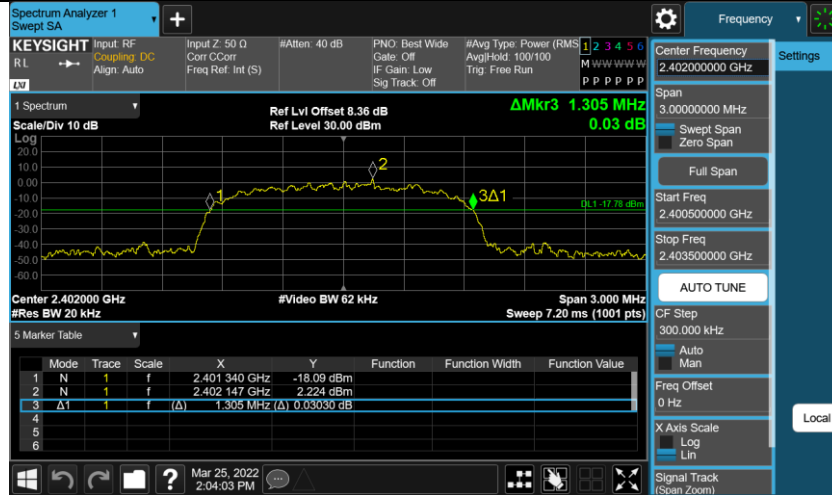 Spectrum Analyzer 1
Swept SA
+
Frequency
KEYSIGHT
RL
LXI
Input: RF
Coupling: DC
Align: Auto
Input Z: 50 Ω
Corr CCorr
Freq Ref: Int (S)
#Atten: 40 dB
PNO: Best Wide
Gate: Off
IF Gain: Low
Sig Track: Off
#Avg Type: Power (RMS
Avg|Hold: 100/100
Trig: Free Run
1 2 3 4 5 6
M W W W W W
P P P P P P
1 Spectrum
Scale/Div 10 dB
Ref Lvl Offset 8.36 dB
Ref Level 30.00 dBm
ΔMkr3 1.305 MHz
0.03 dB
Log
20.0
10.0
0.00
-10.0
-20.0
-30.0
-40.0
-50.0
-60.0
1
2
3Δ1
DL1 -17.78 dBm
Center 2.402000 GHz
#Res BW 20 kHz
#Video BW 62 kHz
Span 3.000 MHz
Sweep 7.20 ms (1001 pts)
5 Marker Table
Mode Trace Scale X Y Function Function Width Function Value
1 N 1 f 2.401 340 GHz -18.09 dBm
2 N 1 f 2.402 147 GHz 2.224 dBm
3 Δ1 1 f (Δ) 1.305 MHz (Δ) 0.03030 dB
4
5
6
?
Mar 25, 2022
2:04:03 PM
Center Frequency
2.402000000 GHz
Span
3.00000000 MHz
Swept Span
Zero Span
Full Span
Start Freq
2.400500000 GHz
Stop Freq
2.403500000 GHz
AUTO TUNE
CF Step
300.000 kHz
Auto
Man
Freq Offset
0 Hz
X Axis Scale
Log
Lin
Signal Track
(Span Zoom)
Settings
Local